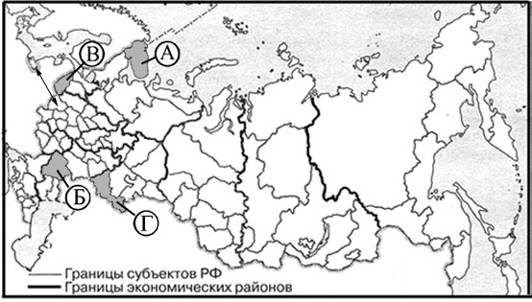 В
А
Б
Г
Границы субъектов РФ
Границы экономических районов